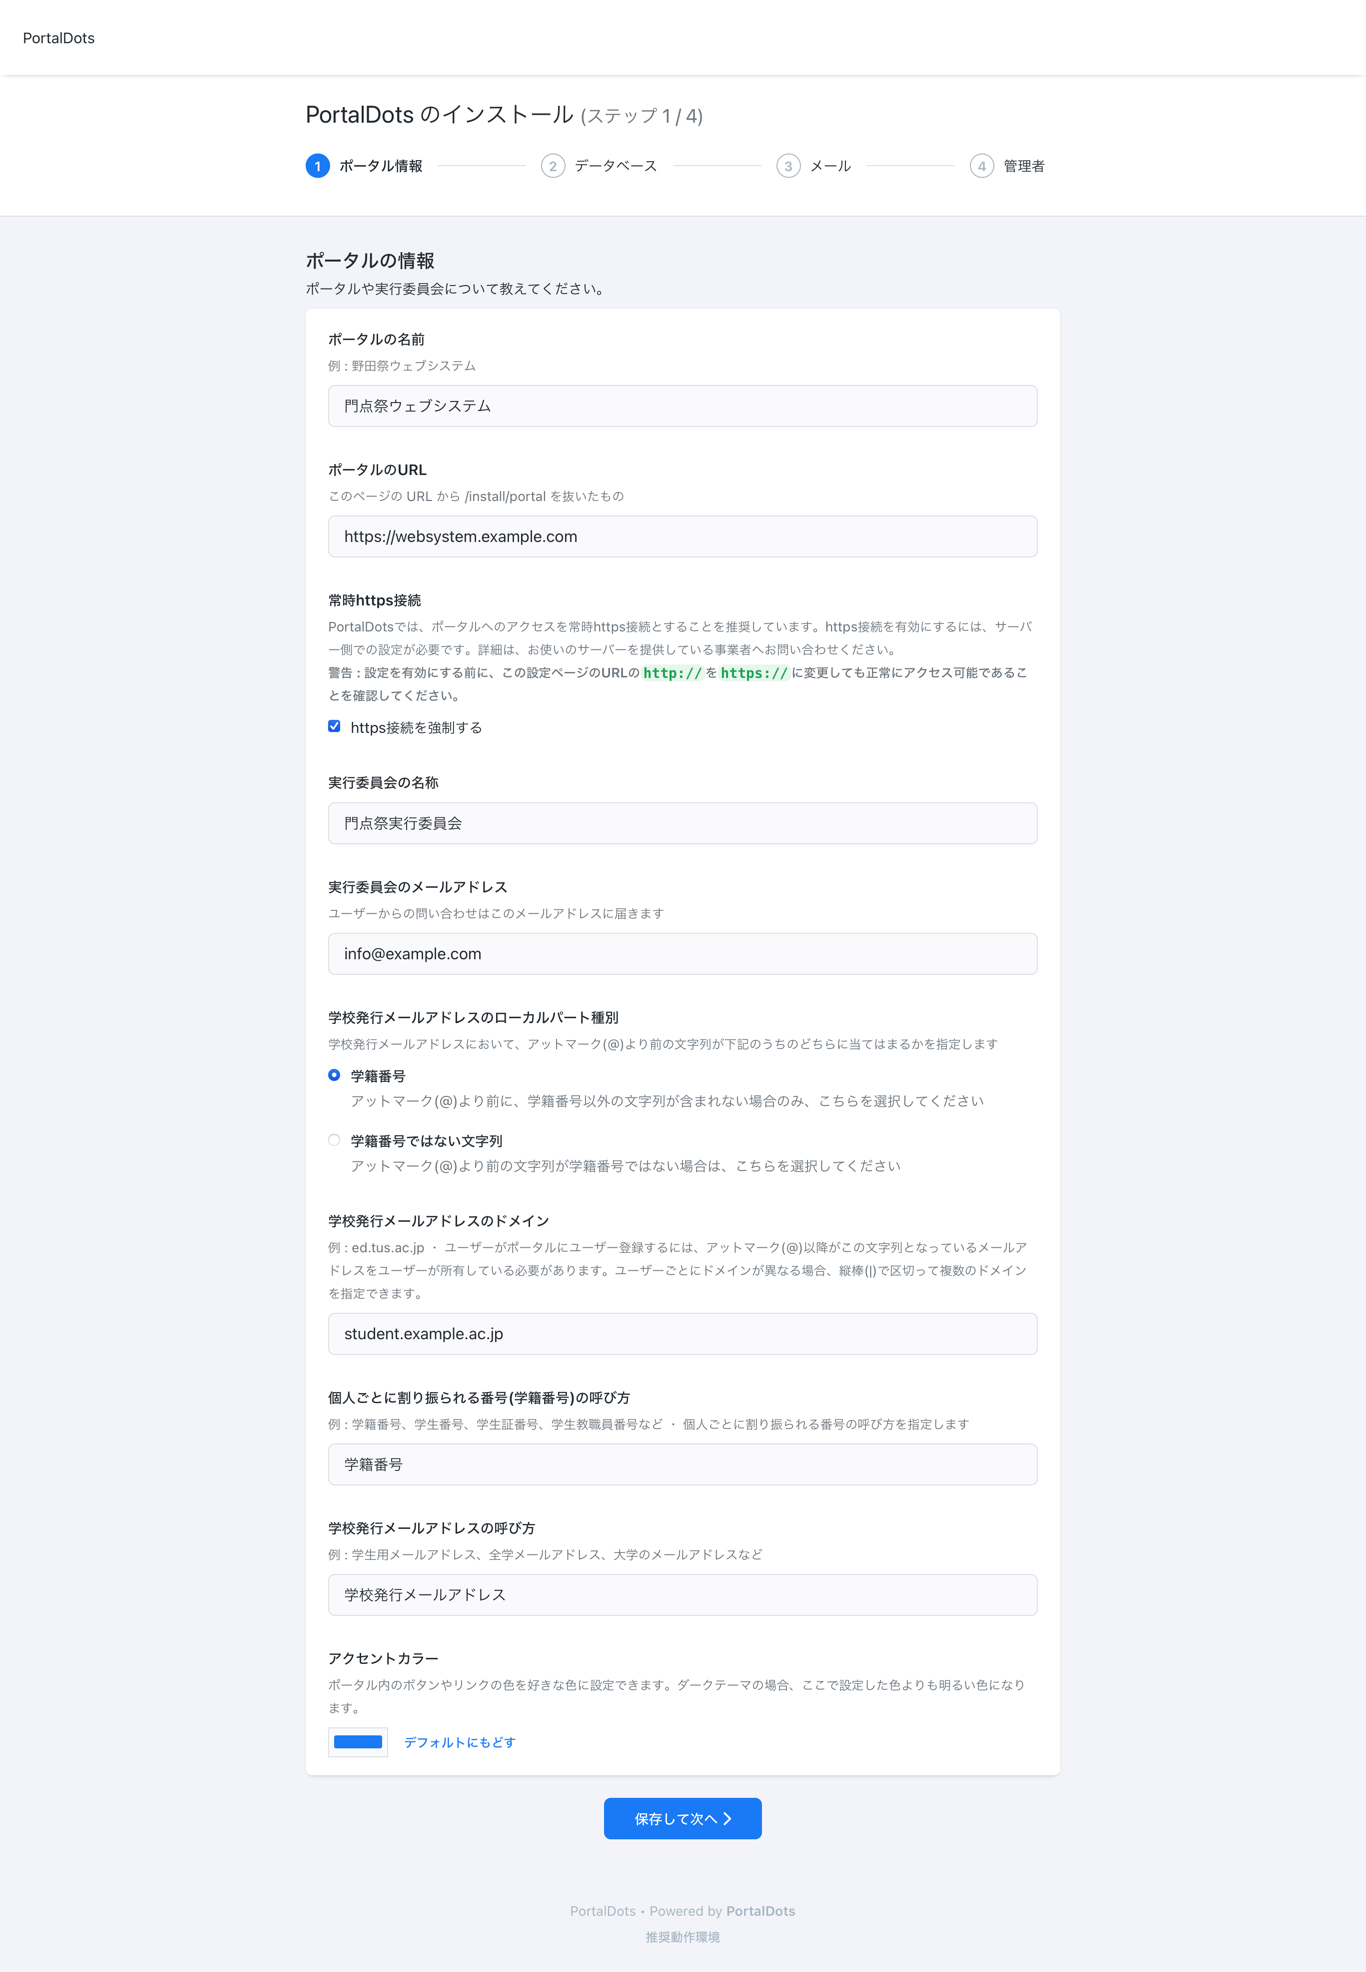 PortalDots
PortalDots のインストール (ステップ 1 / 4)
1 ポータル情報 2 データベース 3 メール 4 管理者
ポータルの情報
ポータルや実行委員会について教えてください。
ポータルの名前
例 : 野田祭ウェブシステム
門点祭ウェブシステム
ポータルのURL
このページの URL から /install/portal を抜いたもの
https://websystem.example.com
常時https接続
PortalDotsでは、ポータルへのアクセスを常時https接続とすることを推奨しています。https接続を有効にするには、サーバ
ー側での設定が必要です。詳細は、お使いのサーバーを提供している事業者へお問い合わせください。
警告 : 設定を有効にする前に、この設定ページのURLの http:// を https:// に変更しても正常にアクセス可能であるこ
とを確認してください。
https接続を強制する
実行委員会の名称
門点祭実行委員会
実行委員会のメールアドレス
ユーザーからの問い合わせはこのメールアドレスに届きます
info@example.com
学校発行メールアドレスのローカルパート種別
学校発行メールアドレスにおいて、アットマーク(@)より前の文字列が下記のうちのどちらに当てはまるかを指定します
学籍番号
アットマーク(@)より前に、学籍番号以外の文字列が含まれない場合のみ、こちらを選択してください
学籍番号ではない文字列
アットマーク(@)より前の文字列が学籍番号ではない場合は、こちらを選択してください
学校発行メールアドレスのドメイン
例 : ed.tus.ac.jp ・ ユーザーがポータルにユーザー登録するには、アットマーク(@)以降がこの文字列となっているメールア
ドレスをユーザーが所有している必要があります。ユーザーごとにドメインが異なる場合、縦棒(|)で区切って複数のドメイン
を指定できます。
student.example.ac.jp
個人ごとに割り振られる番号(学籍番号)の呼び方
例 : 学籍番号、学生番号、学生証番号、学生教職員番号など ・ 個人ごとに割り振られる番号の呼び方を指定します
学籍番号
学校発行メールアドレスの呼び方
例 : 学生用メールアドレス、全学メールアドレス、大学のメールアドレスなど
学校発行メールアドレス
アクセントカラー
ポータル内のボタンやリンクの色を好きな色に設定できます。ダークテーマの場合、ここで設定した色よりも明るい色になり
ます。
デフォルトにもどす
保存して次へ
PortalDots • Powered by PortalDots
推奨動作環境